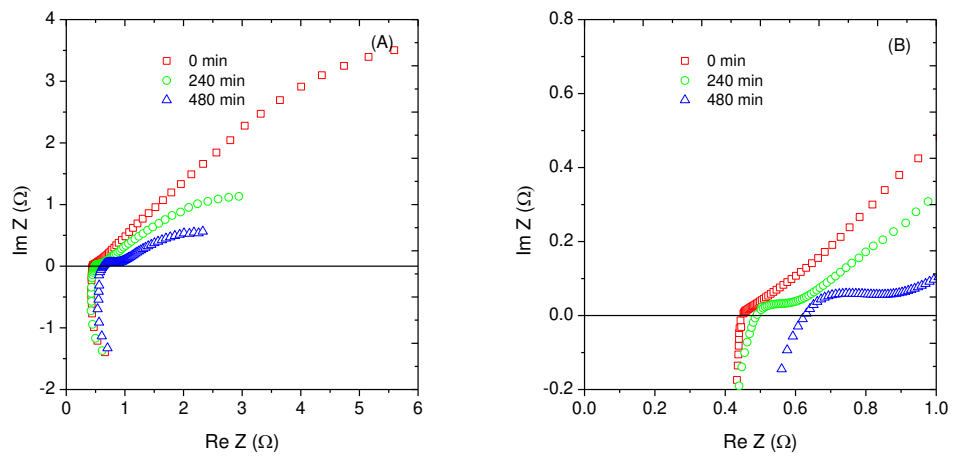 (A)
0 min
240 min
480 min
4
3
2
1
0
-1
-2
Im Z (Ω)
0 1 2 3 4 5 6
Re Z (Ω)
(B)
0 min
240 min
480 min
0.8
0.6
0.4
0.2
0.0
-0.2
Im Z (Ω)
0.0 0.2 0.4 0.6 0.8 1.0
Re Z (Ω)